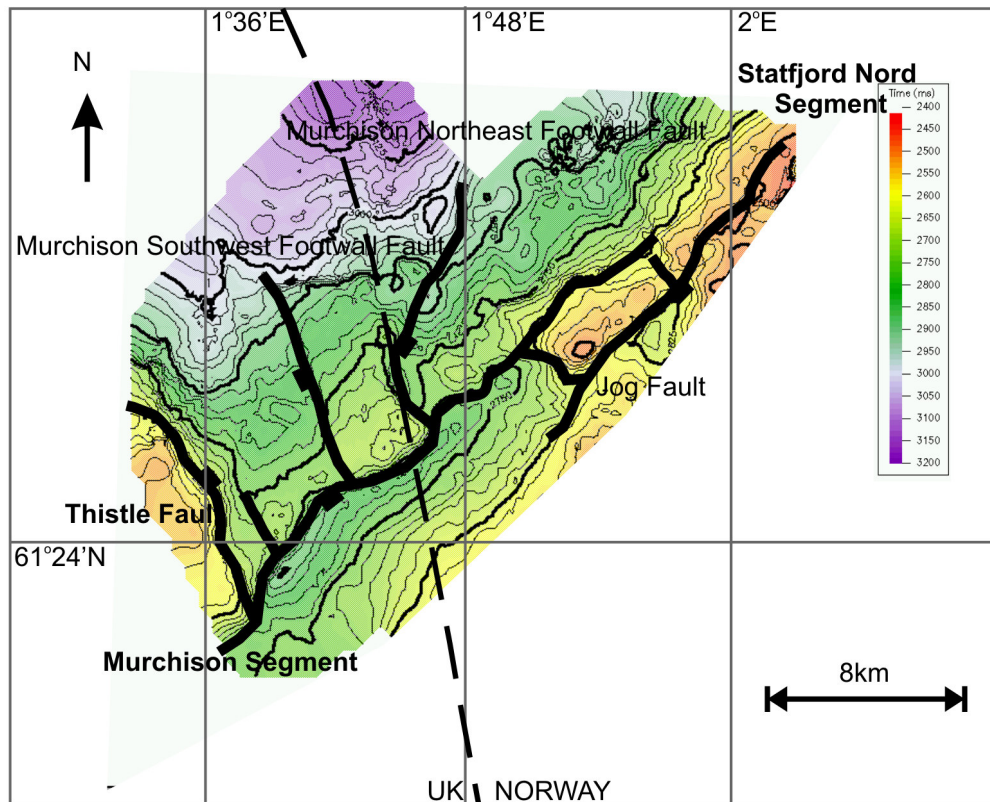 1°36'E
1°48'E
2°E
N
Statfjord Nord
Segment
Time (ms)
2400
2450
2500
2550
2600
2650
2700
2750
2800
2850
2900
2950
3000
3050
3100
3150
3200
Murchison Northeast Footwall Fault
Murchison Southwest Footwall Fault
Jog Fault
Thistle Faul
61°24'N
Murchison Segment
8km
UK
NORWAY